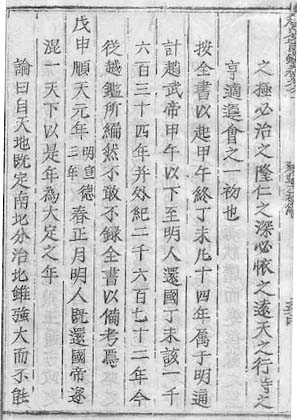 之極必治之隆仁之深必恢之遠天之行時之
亨適運會之一初也
按全書以起甲午終丁未凡十四年屬于明通
計趙武帝甲午以下至明人還國丁未該一千
六百三十四年并外紀二千六百七十二年今
從越鑑所編然不敢不錄全書以備考焉
戊申順天元年明宣德三年春正月明人既還國帝遂
混一天下以是年為大定之年
論曰自天地既定南北分治北雖強大而不能